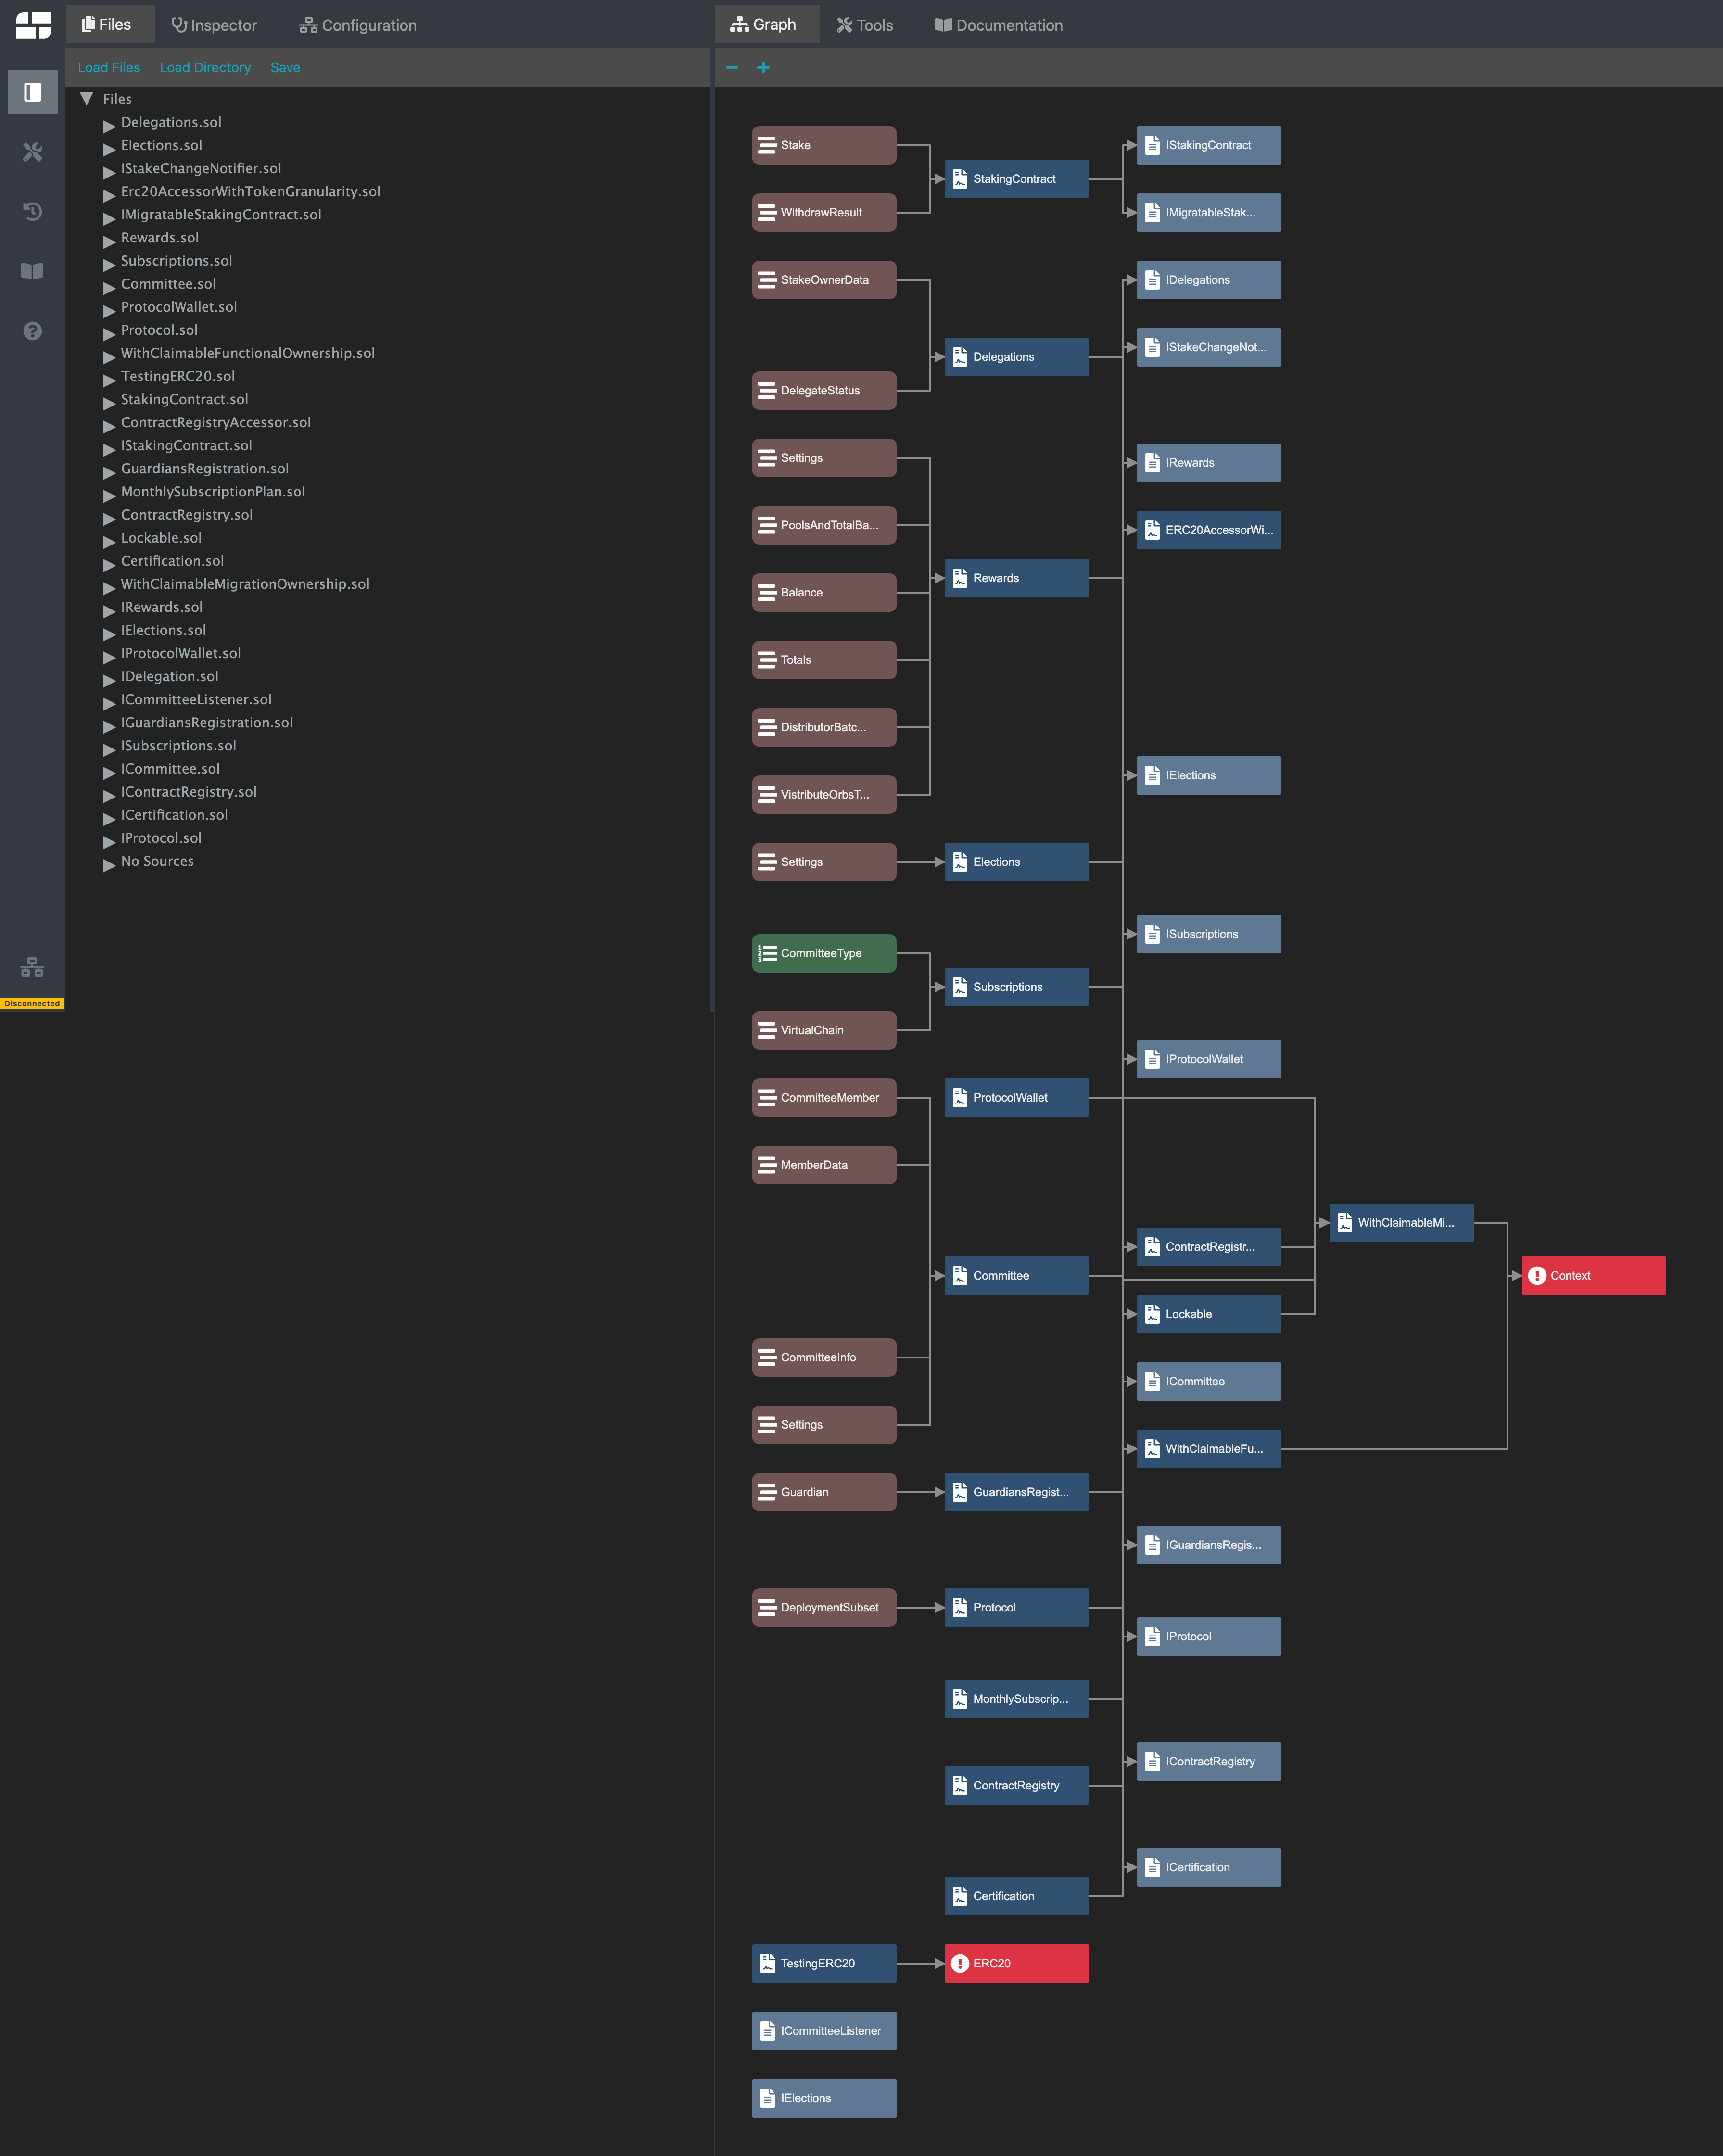 Files
Inspector
Configuration
Graph
Tools
Documentation
Load Files
Load Directory
Save
Files
Delegations.sol
Elections.sol
IStakeChangeNotifier.sol
Erc20AccessorWithTokenGranularity.sol
IMigratableStakingContract.sol
Rewards.sol
Subscriptions.sol
Committee.sol
ProtocolWallet.sol
Protocol.sol
WithClaimableFunctionalOwnership.sol
TestingERC20.sol
StakingContract.sol
ContractRegistryAccessor.sol
IStakingContract.sol
GuardiansRegistration.sol
MonthlySubscriptionPlan.sol
ContractRegistry.sol
Lockable.sol
Certification.sol
WithClaimableMigrationOwnership.sol
IRewards.sol
IElections.sol
IProtocolWallet.sol
IDelegation.sol
ICommitteeListener.sol
IGuardiansRegistration.sol
ISubscriptions.sol
ICommittee.sol
IContractRegistry.sol
ICertification.sol
IProtocol.sol
No Sources
Disconnected
Stake
WithdrawResult
StakeOwnerData
DelegateStatus
Settings
PoolsAndTotalBa...
Balance
Totals
DistributorBatc...
VistributeOrbsT...
Settings
CommitteeType
VirtualChain
CommitteeMember
MemberData
CommitteeInfo
Settings
Guardian
DeploymentSubset
TestingERC20
ICommitteeListener
IElections
StakingContract
Delegations
Rewards
Elections
Subscriptions
ProtocolWallet
Committee
GuardiansRegist...
Protocol
MonthlySubscrip...
ContractRegistry
Certification
ERC20
IStakingContract
IMigratableStak...
IDelegations
IStakeChangeNot...
IRewards
ERC20AccessorWi...
IElections
ISubscriptions
IProtocolWallet
ContractRegistr...
Lockable
ICommittee
WithClaimableFu...
IGuardiansRegis...
IProtocol
IContractRegistry
ICertification
WithClaimableMi...
Context